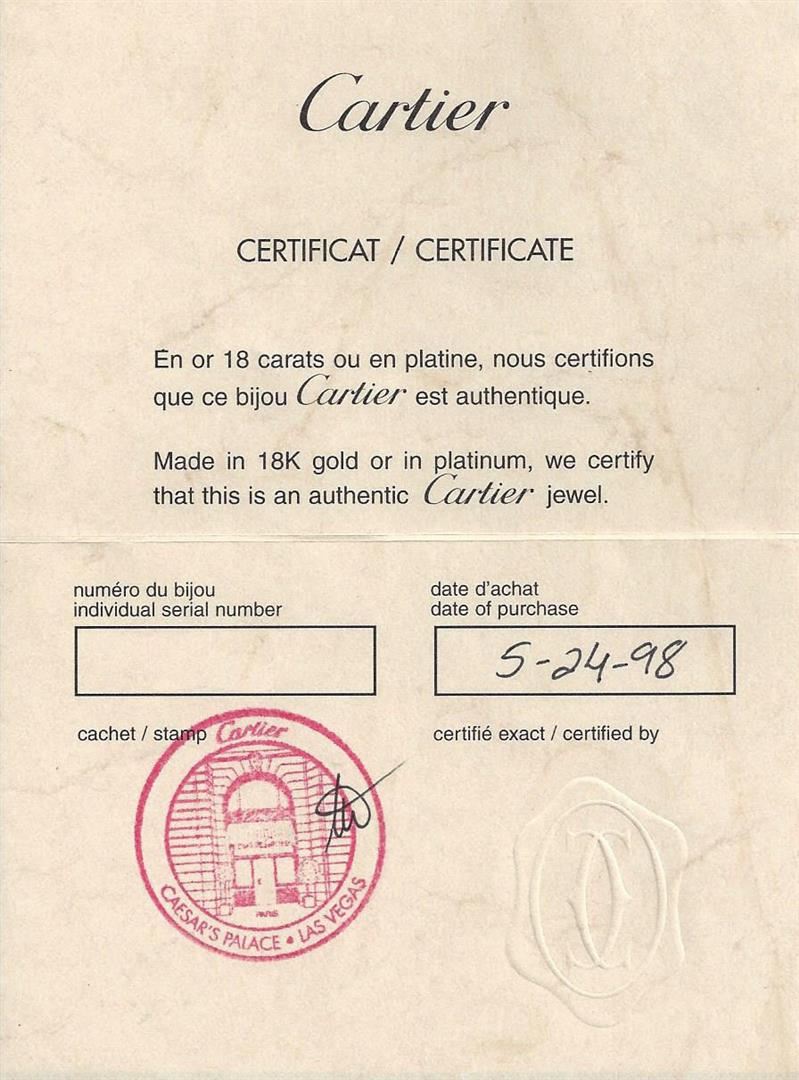 Cartier
CERTIFICAT / CERTIFICATE
En or 18 carats ou en platine, nous certifions
que ce bijou Cartier est authentique.
Made in 18K gold or in platinum, we certify
that this is an authentic Cartier jewel.
numéro du bijou
individual serial number
date d'achat
date of purchase
5-24-98
cachet / stamp
certifié exact / certified by
Cartier
PARIS
CAESAR'S PALACE • LAS VEGAS